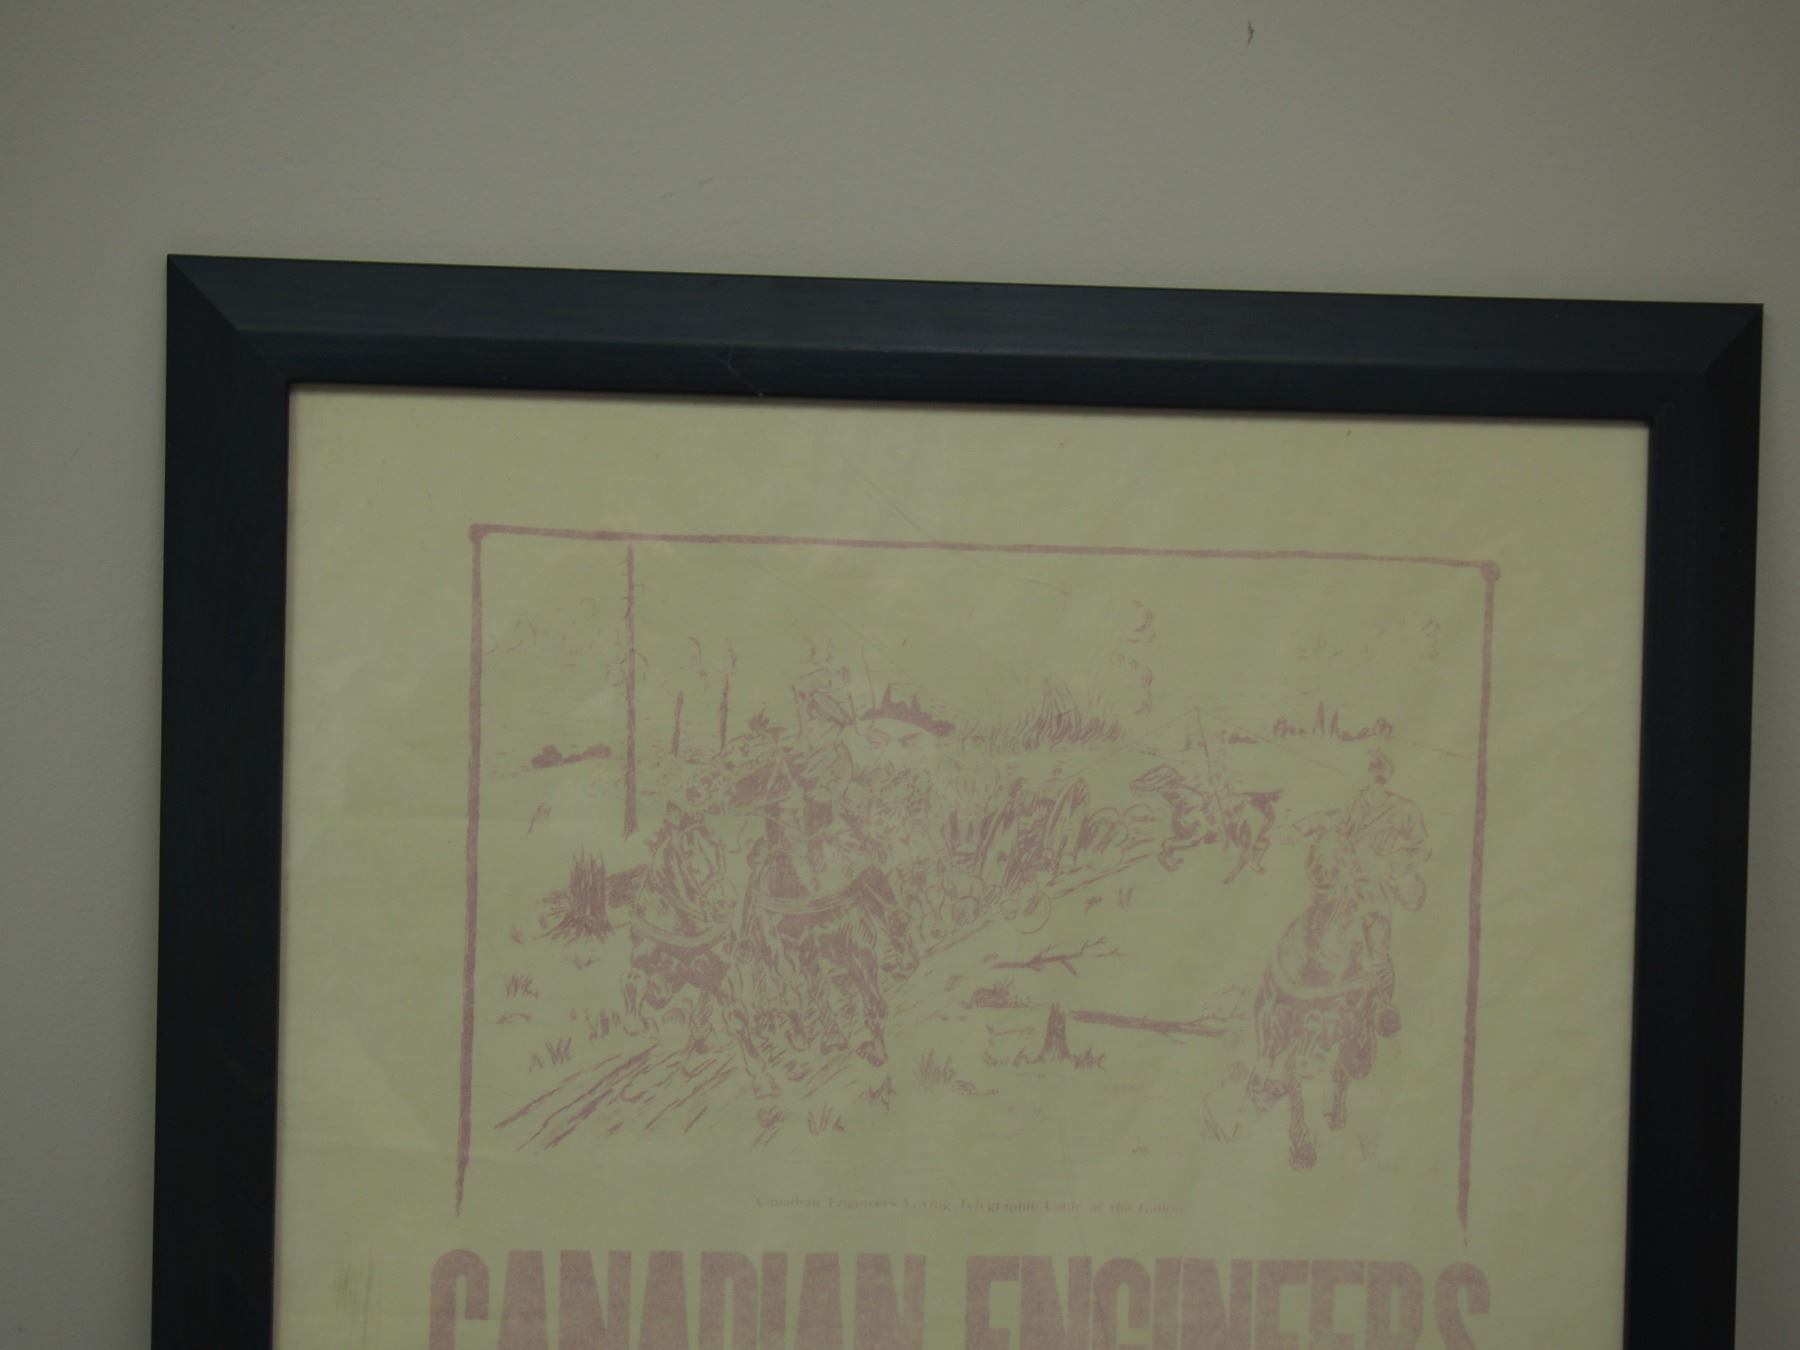 Canadian Engineers Laying Telegraphic Cable at the Gallop
CANADIAN ENGINEERS